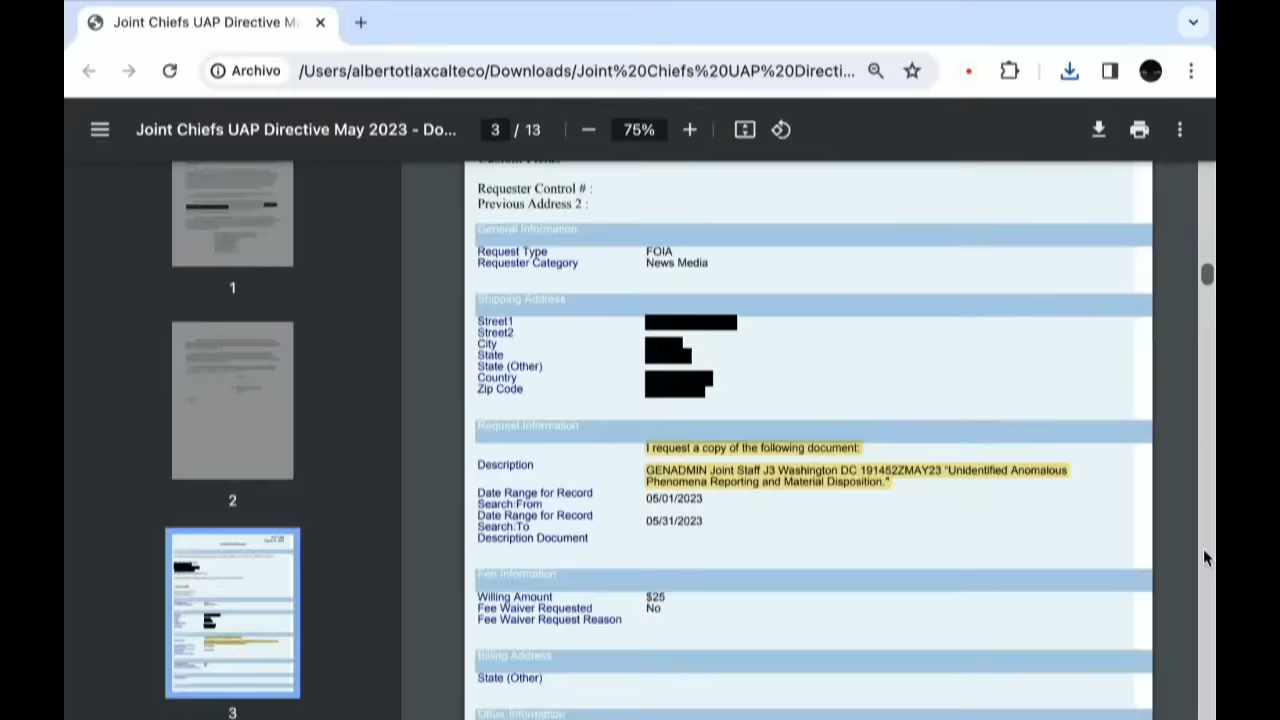 Joint Chiefs UAP Directive M
Archivo
/Users/albertotlaxcalteco/Downloads/Joint%20Chiefs%20UAP%20Directi...
Joint Chiefs UAP Directive May 2023 - Do...
3 / 13
75%
Requester Control # :
Previous Address 2 :
General Information
Request Type FOIA
Requester Category News Media
Shipping Address
Street1
Street2
City
State
State (Other)
Country
Zip Code
Request Information
I request a copy of the following document:
Description GENADMIN Joint Staff J3 Washington DC 191452ZMAY23 "Unidentified Anomalous
Phenomena Reporting and Material Disposition."
Date Range for Record
Search:From 05/01/2023
Date Range for Record
Search:To 05/31/2023
Description Document
Fee Information
Willing Amount $25
Fee Waiver Requested No
Fee Waiver Request Reason
Billing Address
State (Other)
Other Information
1
2
3